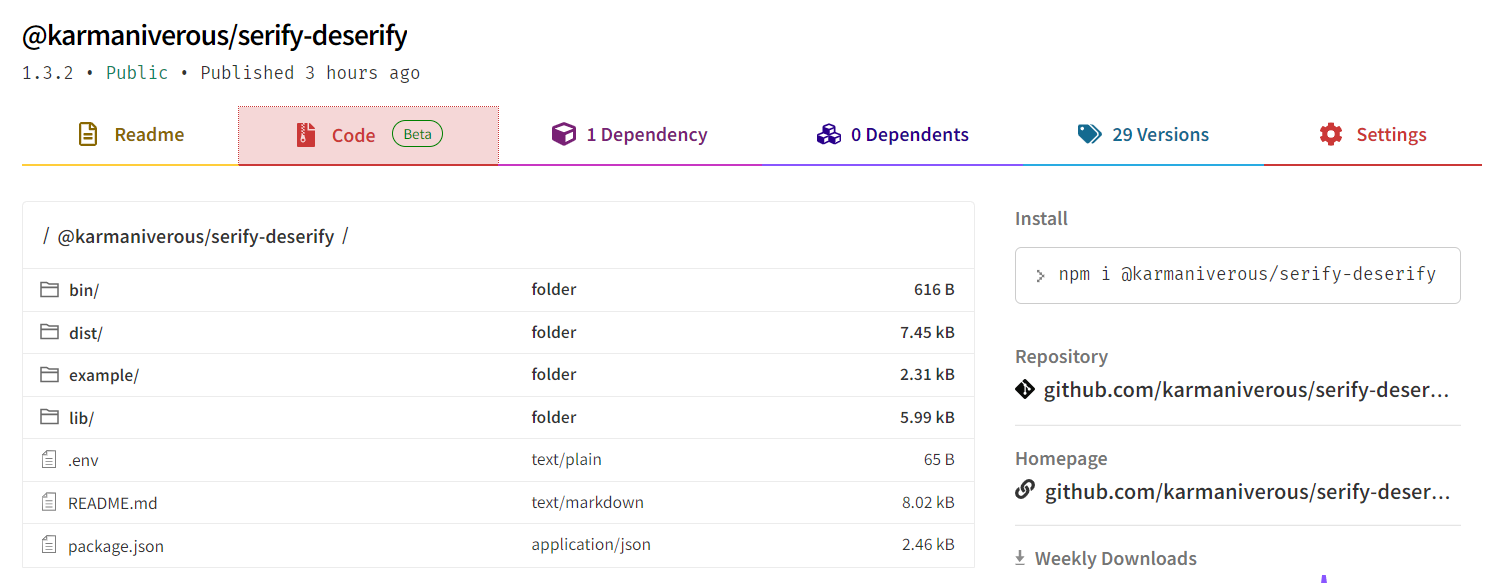 @karmaniverous/serify-deserify
1.3.2 • Public • Published 3 hours ago
Readme
Code Beta
1 Dependency
0 Dependents
29 Versions
Settings
/ @karmaniverous/serify-deserify /
bin/ folder 616 B
dist/ folder 7.45 kB
example/ folder 2.31 kB
lib/ folder 5.99 kB
.env text/plain 65 B
README.md text/markdown 8.02 kB
package.json application/json 2.46 kB
Install
> npm i @karmaniverous/serify-deserify
Repository
github.com/karmaniverous/serify-deser...
Homepage
github.com/karmaniverous/serify-deser...
Weekly Downloads